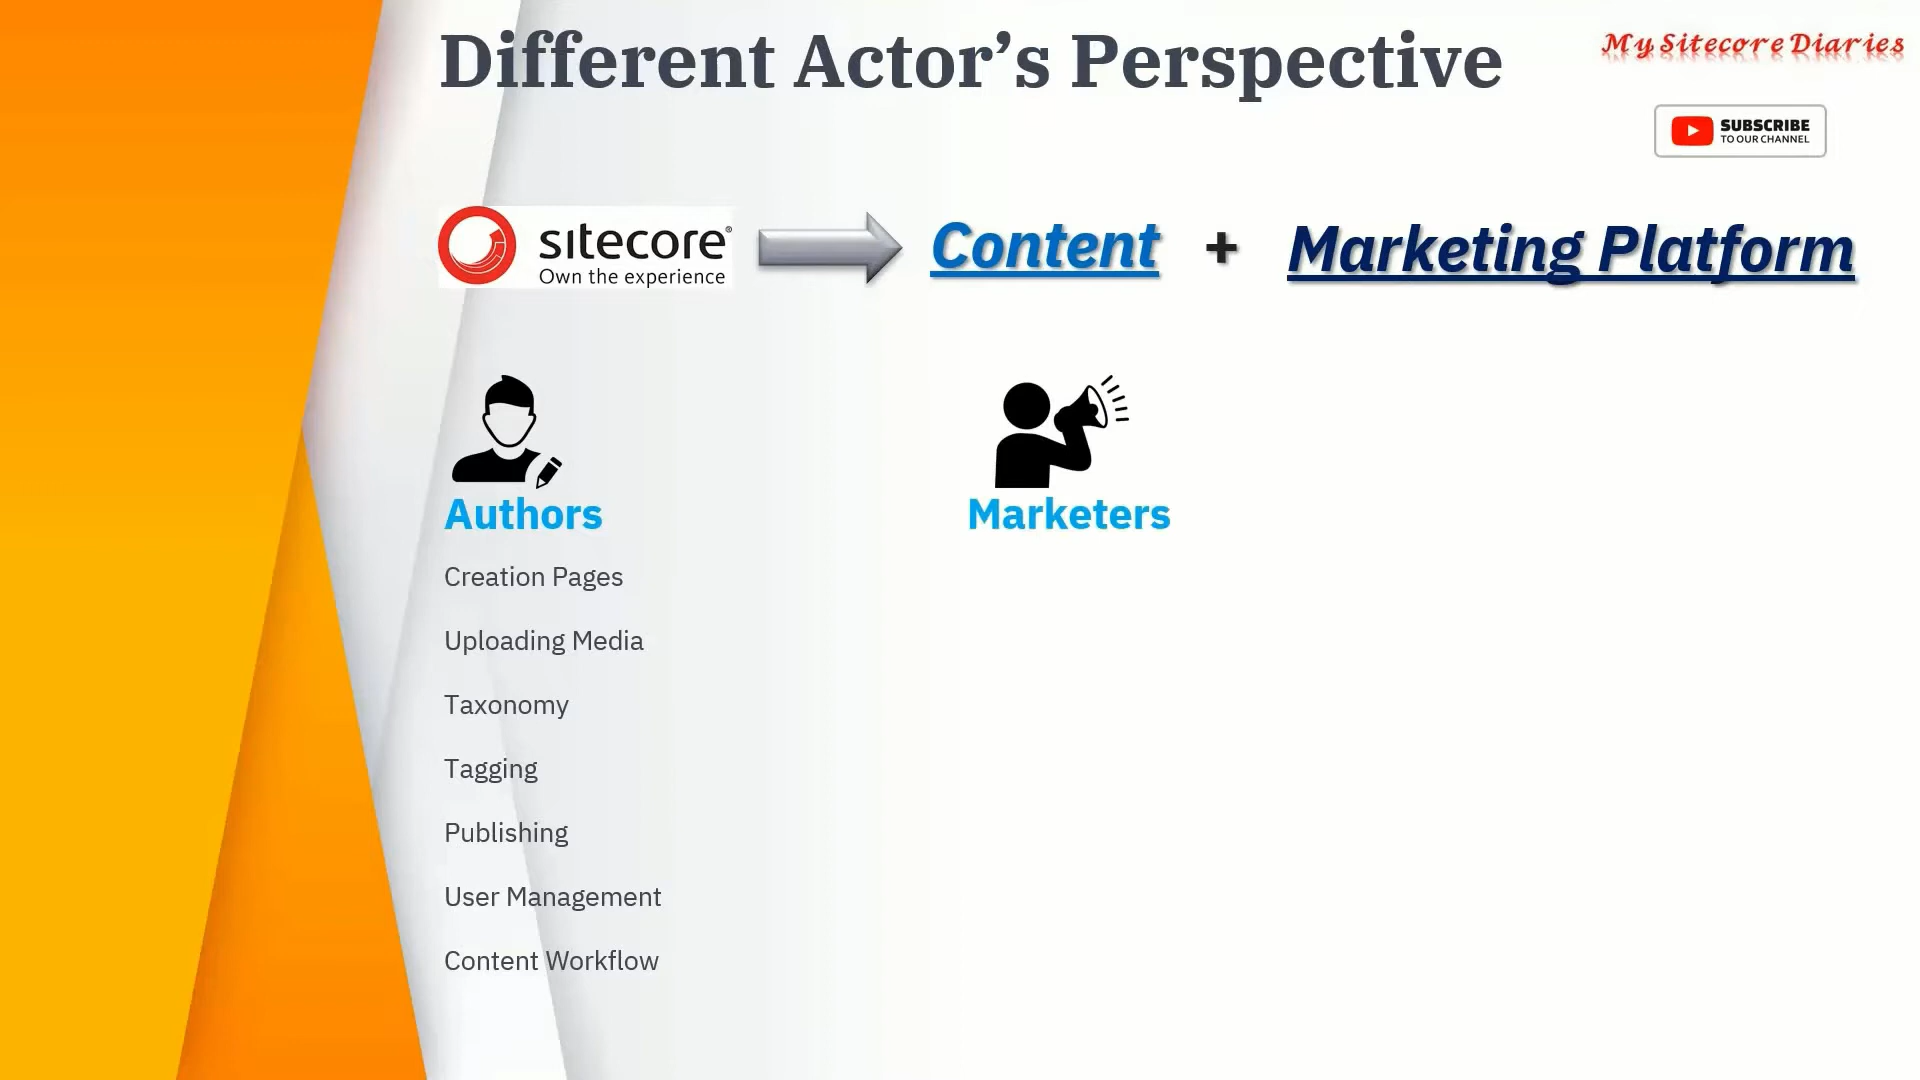 Different Actor’s Perspective
My Sitecore Diaries
SUBSCRIBE
TO OUR CHANNEL
sitecore®
Own the experience
Content + Marketing Platform
Authors
Creation Pages
Uploading Media
Taxonomy
Tagging
Publishing
User Management
Content Workflow
Marketers